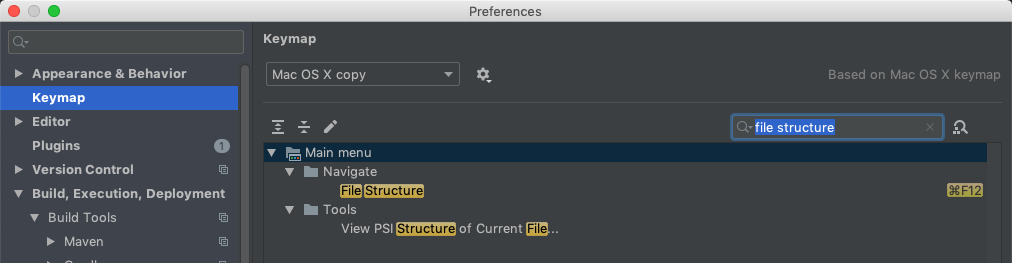 Preferences
Appearance & Behavior
Keymap
Editor
Plugins 1
Version Control
Build, Execution, Deployment
Build Tools
Maven
Keymap
Mac OS X copy
Based on Mac OS X keymap
file structure
Main menu
Navigate
File Structure ⌘F12
Tools
View PSI Structure of Current File...